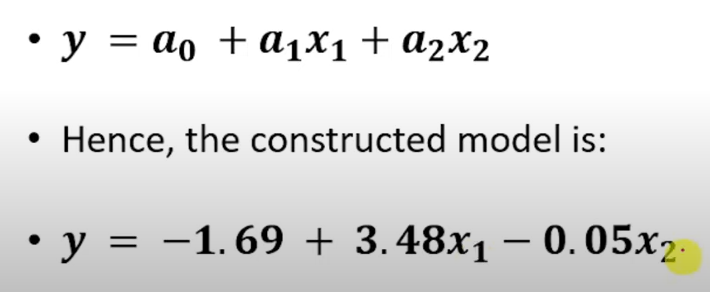 • y = a₀ + a₁x₁ + a₂x₂
• Hence, the constructed model is:
• y = −1.69 + 3.48x₁ − 0.05x₂.